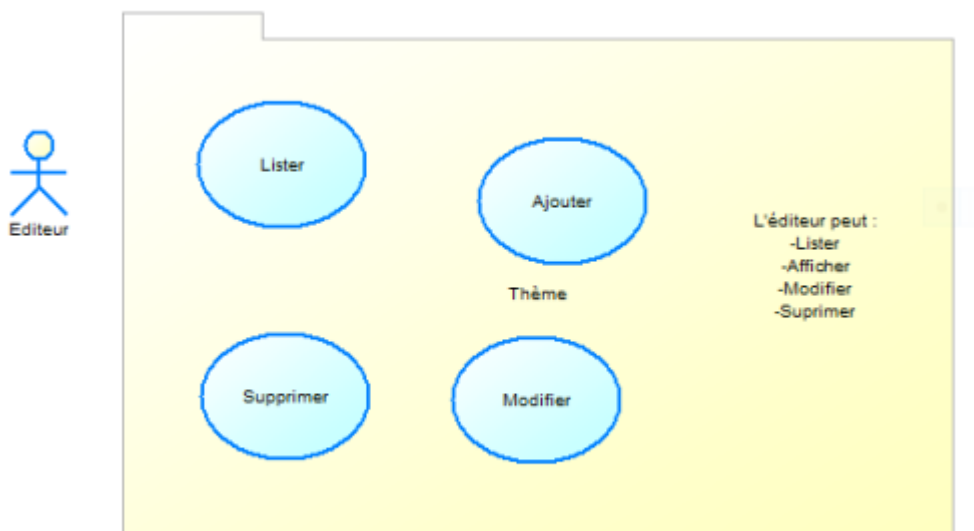 Lister
Ajouter
Editeur
L'éditeur peut :
-Lister
-Afficher
-Modifier
-Suprimer
Thème
Supprimer
Modifier